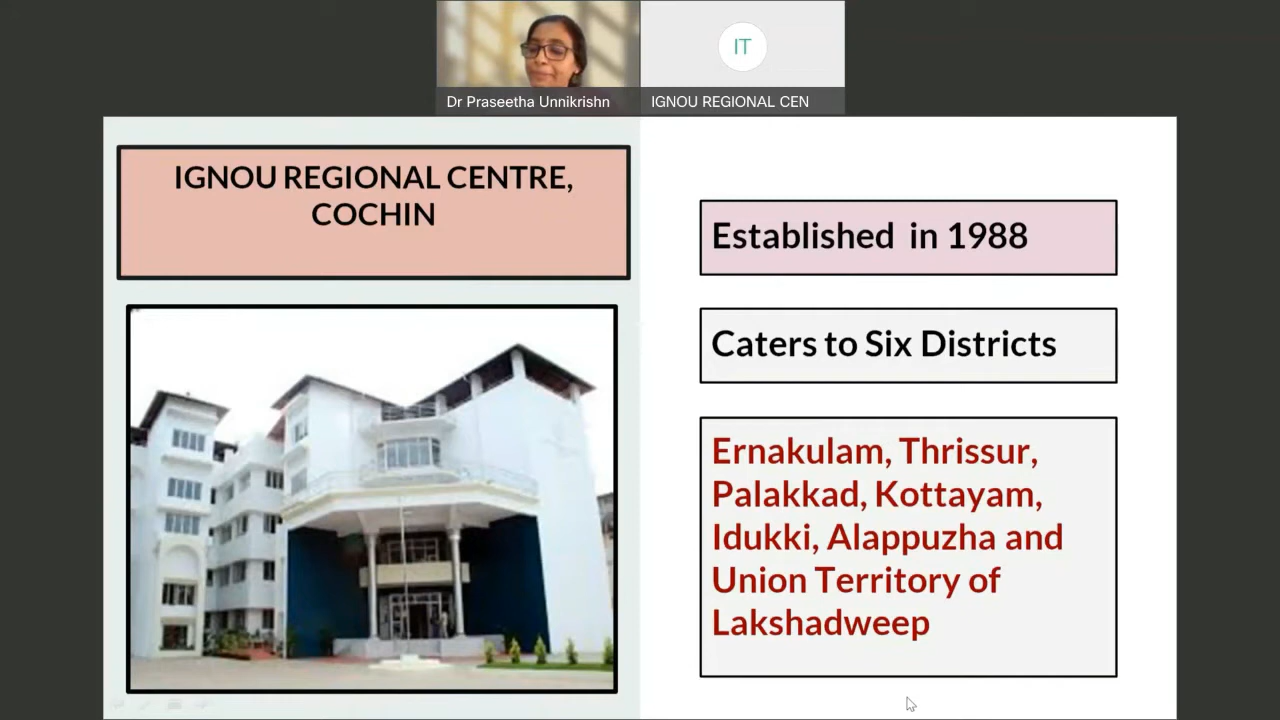 IT
Dr Praseetha Unnikrishn
IGNOU REGIONAL CEN
IGNOU REGIONAL CENTRE,
COCHIN
Established in 1988
Caters to Six Districts
Ernakulam, Thrissur,
Palakkad, Kottayam,
Idukki, Alappuzha and
Union Territory of
Lakshadweep